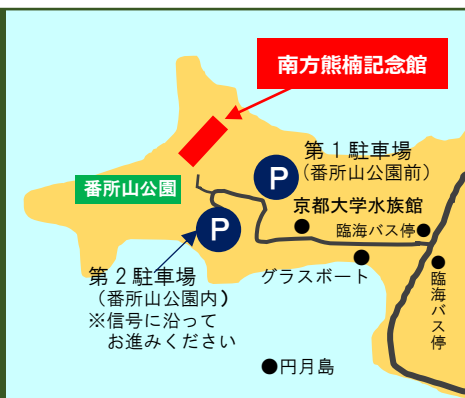 南方熊楠記念館
第1駐車場
(番所山公園前)
番所山公園
P
P
京都大学水族館
臨海バス停
グラスボート
臨海バス停
第2駐車場
(番所山公園内)
※信号に沿って
お進みください
円月島